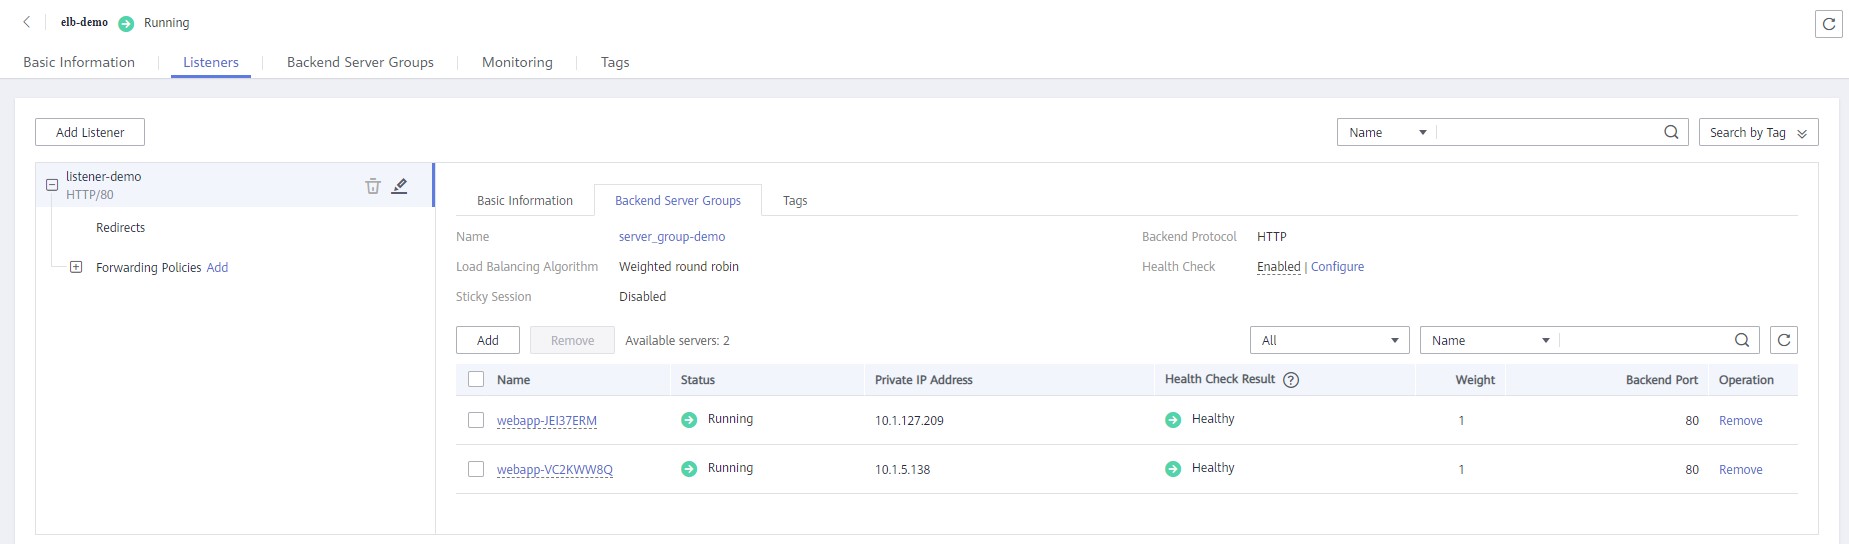 elb-demo Running
Basic Information Listeners Backend Server Groups Monitoring Tags
Add Listener Name Search by Tag
listener-demo
HTTP/80
Redirects
Forwarding Policies Add
Basic Information Backend Server Groups Tags
Name server_group-demo Backend Protocol HTTP
Load Balancing Algorithm Weighted round robin Health Check Enabled | Configure
Sticky Session Disabled
Add Remove Available servers: 2 All Name
Name Status Private IP Address Health Check Result ? Weight Backend Port Operation
webapp-JEI37ERM Running 10.1.127.209 Healthy 1 80 Remove
webapp-VC2KWW8Q Running 10.1.5.138 Healthy 1 80 Remove